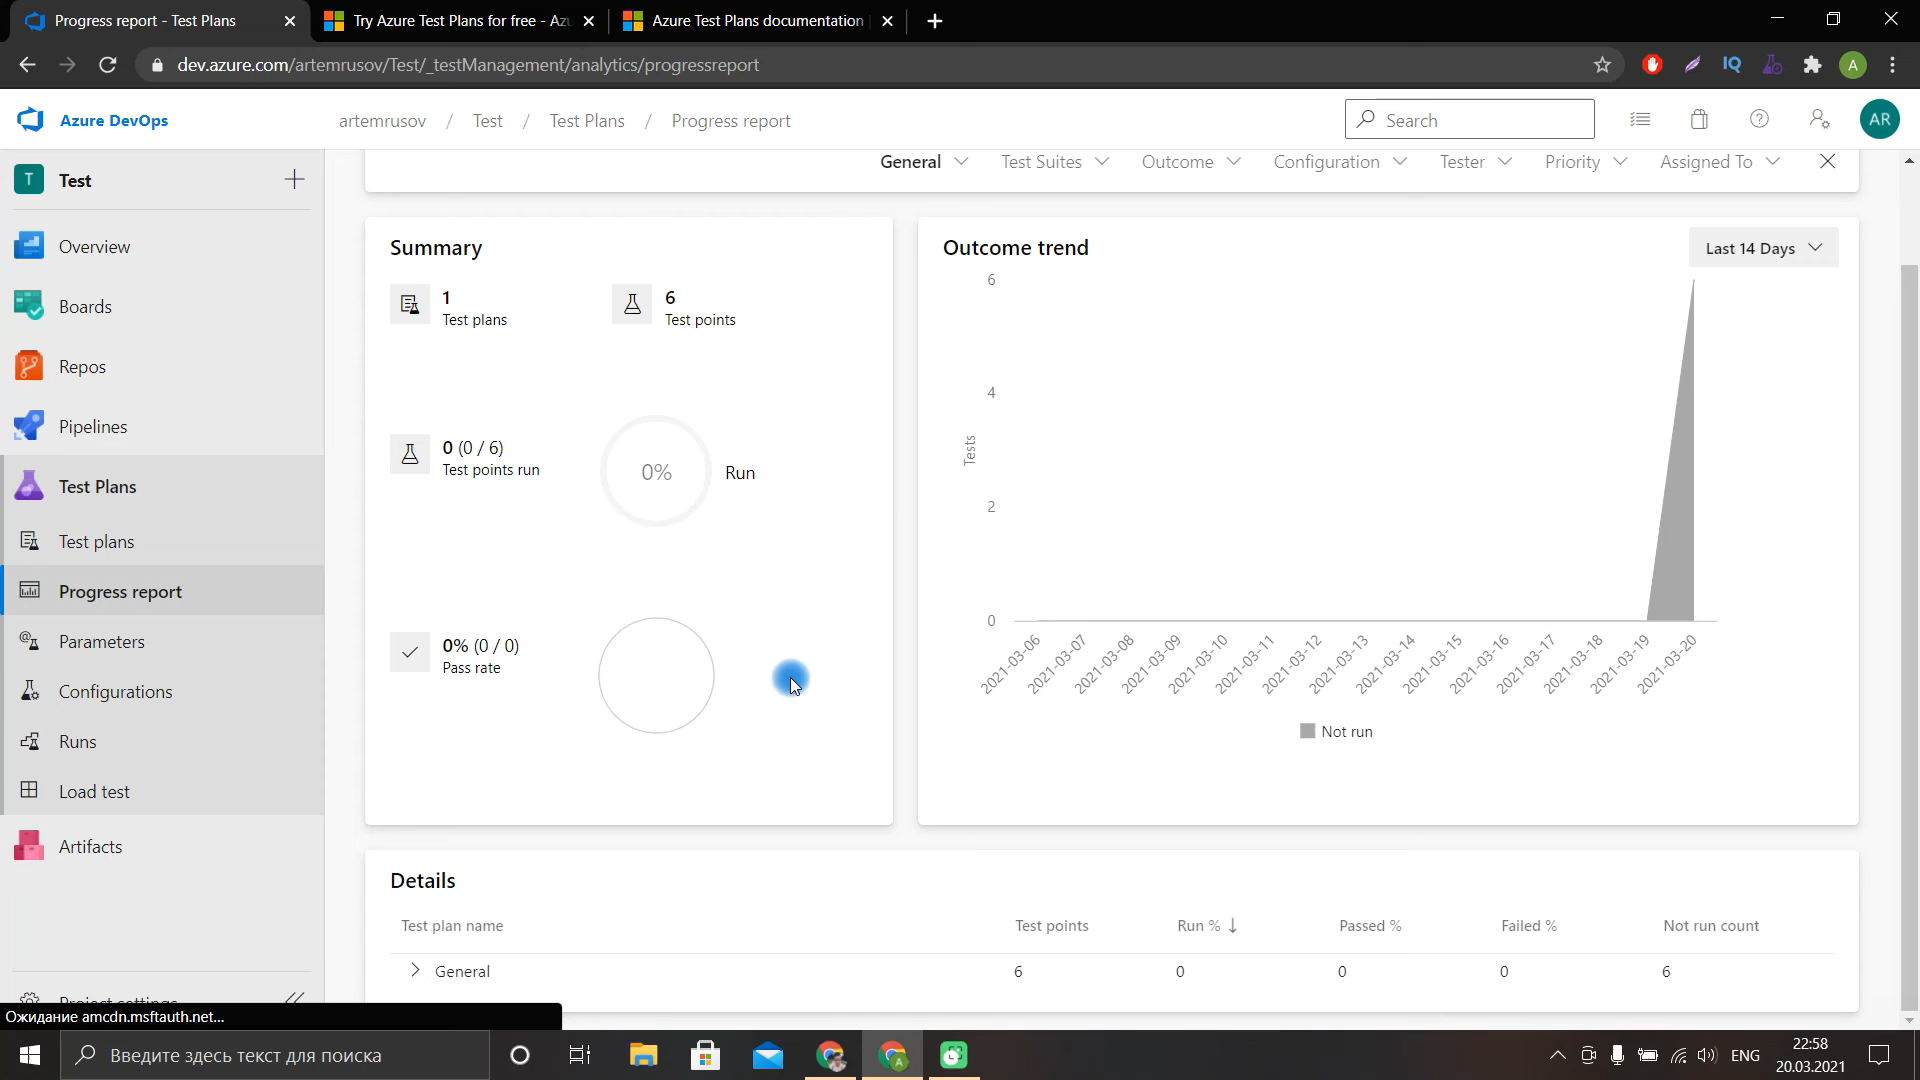 Progress report - Test Plans
Try Azure Test Plans for free - Azu
Azure Test Plans documentation
dev.azure.com/artemrusov/Test/_testManagement/analytics/progressreport
IQ
A
Azure DevOps
artemrusov / Test / Test Plans / Progress report
Search
AR
T
Test
Overview
Boards
Repos
Pipelines
Test Plans
Test plans
Progress report
Parameters
Configurations
Runs
Load test
Artifacts
Project settings
Ожидание amcdn.msftauth.net...
General
Test Suites
Outcome
Configuration
Tester
Priority
Assigned To
Summary
1
Test plans
6
Test points
0 (0 / 6)
Test points run
0%
Run
0% (0 / 0)
Pass rate
Outcome trend
Last 14 Days
6
4
2
0
Tests
2021-03-06
2021-03-07
2021-03-08
2021-03-09
2021-03-10
2021-03-11
2021-03-12
2021-03-13
2021-03-14
2021-03-15
2021-03-16
2021-03-17
2021-03-18
2021-03-19
2021-03-20
Not run
Details
Test plan name Test points Run % Passed % Failed % Not run count
General 6 0 0 0 6
Введите здесь текст для поиска
ENG
22:58
20.03.2021